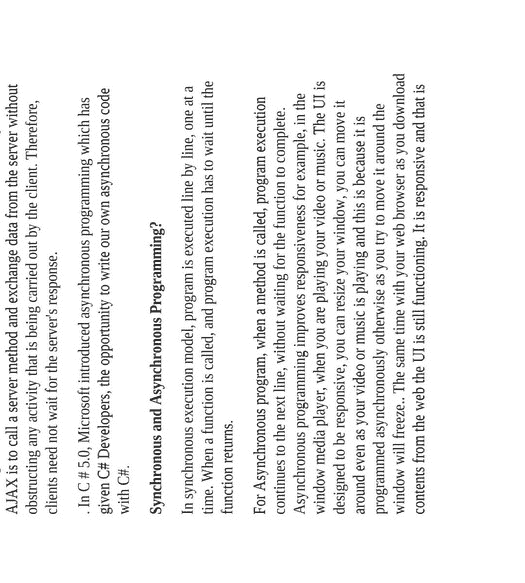 AJAX is to call a server method and exchange data from the server without
obstructing any activity that is being carried out by the client. Therefore,
clients need not wait for the server's response.
. In C # 5.0, Microsoft introduced asynchronous programming which has
given C# Developers, the opportunity to write our own asynchronous code
with C#.
Synchronous and Asynchronous Programming?
In synchronous execution model, program is executed line by line, one at a
time. When a function is called, and program execution has to wait until the
function returns.
For Asynchronous program, when a method is called, program execution
continues to the next line, without waiting for the function to complete.
Asynchronous programming improves responsiveness for example, in the
window media player, when you are playing your video or music. The UI is
designed to be responsive, you can resize your window, you can move it
around even as your video or music is playing and this is because it is
programmed asynchronously otherwise as you try to move it around the
window will freeze.. The same time with your web browser as you download
contents from the web the UI is still functioning. It is responsive and that is